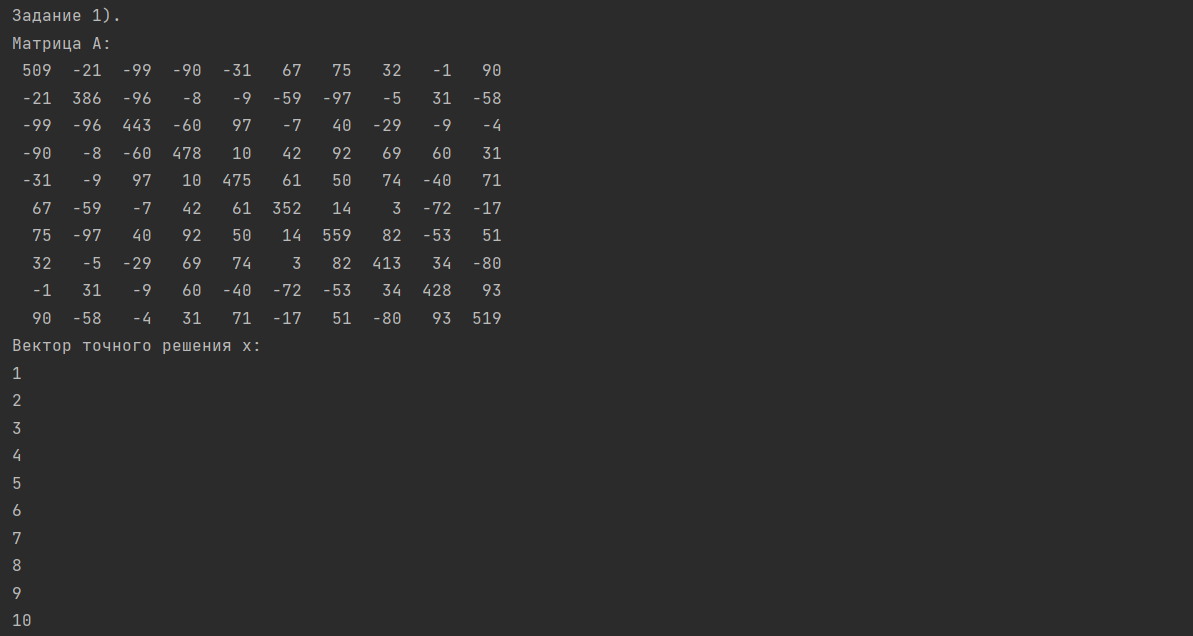 Задание 1).
Матрица A:
509 -21 -99 -90 -31 67 75 32 -1 90
-21 386 -96 -8 -9 -59 -97 -5 31 -58
-99 -96 443 -60 97 -7 40 -29 -9 -4
-90 -8 -60 478 10 42 92 69 60 31
-31 -9 97 10 475 61 50 74 -40 71
67 -59 -7 42 61 352 14 3 -72 -17
75 -97 40 92 50 14 559 82 -53 51
32 -5 -29 69 74 3 82 413 34 -80
-1 31 -9 60 -40 -72 -53 34 428 93
90 -58 -4 31 71 -17 51 -80 93 519
Вектор точного решения x:
1
2
3
4
5
6
7
8
9
10